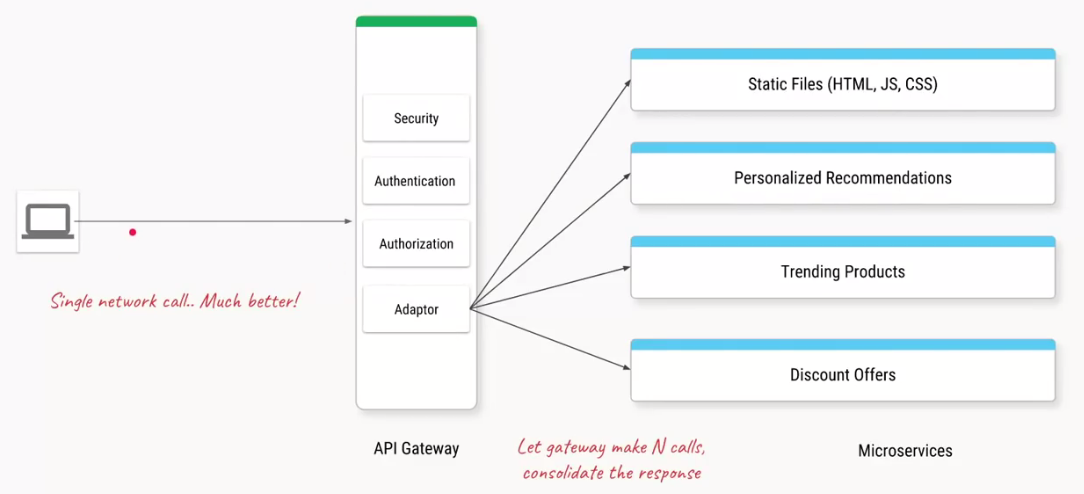 Static Files (HTML, JS, CSS)
Security
Personalized Recommendations
Authentication
Authorization
Trending Products
Single network call.. Much better!
Adaptor
Discount Offers
API Gateway
Let gateway make N calls,
consolidate the response
Microservices